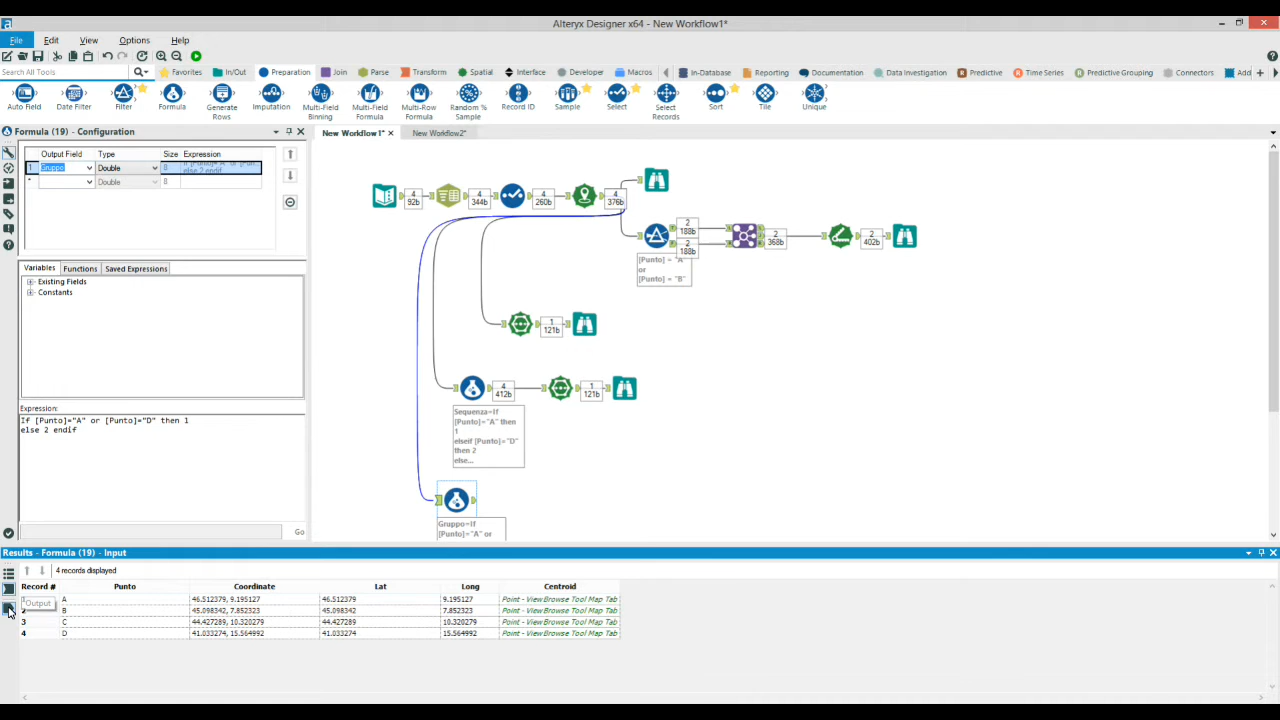 Alteryx Designer x64 - New Workflow1*
File Edit View Options Help
Search All Tools Favorites In/Out Preparation Join Parse Transform Spatial Interface Developer Macros In-Database Reporting Documentation Data Investigation Predictive Time Series Predictive Grouping Connectors Add
Auto Field Date Filter Filter Formula Generate Rows Imputation Multi-Field Binning Multi-Field Formula Multi-Row Formula Random % Sample Record ID Sample Select Select Records Sort Tile Unique
Formula (19) - Configuration
New Workflow1* New Workflow2*
Output Field Type Size Expression
1 Gruppo Double 8 else 2 endif
* Double 8
Variables Functions Saved Expressions
Existing Fields
Constants
Expression:
If [Punto]="A" or [Punto]="D" then 1
else 2 endif
Go
4
92b
4
344b
4
260b
4
376b
2
188b
2
188b
2
368b
2
402b
[Punto] = "A"
or
[Punto] = "B"
1
121b
4
412b
1
121b
Sequenza=If
[Punto]="A" then
1
elseif [Punto]="D"
then 2
else...
Gruppo=If
[Punto]="A" or
Results - Formula (19) - Input
4 records displayed
Record # Punto Coordinate Lat Long Centroid
A 46.512379, 9.195127 46.512379 9.195127 Point - View Browse Tool Map Tab
Output
2 B 45.098342, 7.852323 45.098342 7.852323 Point - View Browse Tool Map Tab
3 C 44.427289, 10.320279 44.427289 10.320279 Point - View Browse Tool Map Tab
4 D 41.033274, 15.564992 41.033274 15.564992 Point - View Browse Tool Map Tab